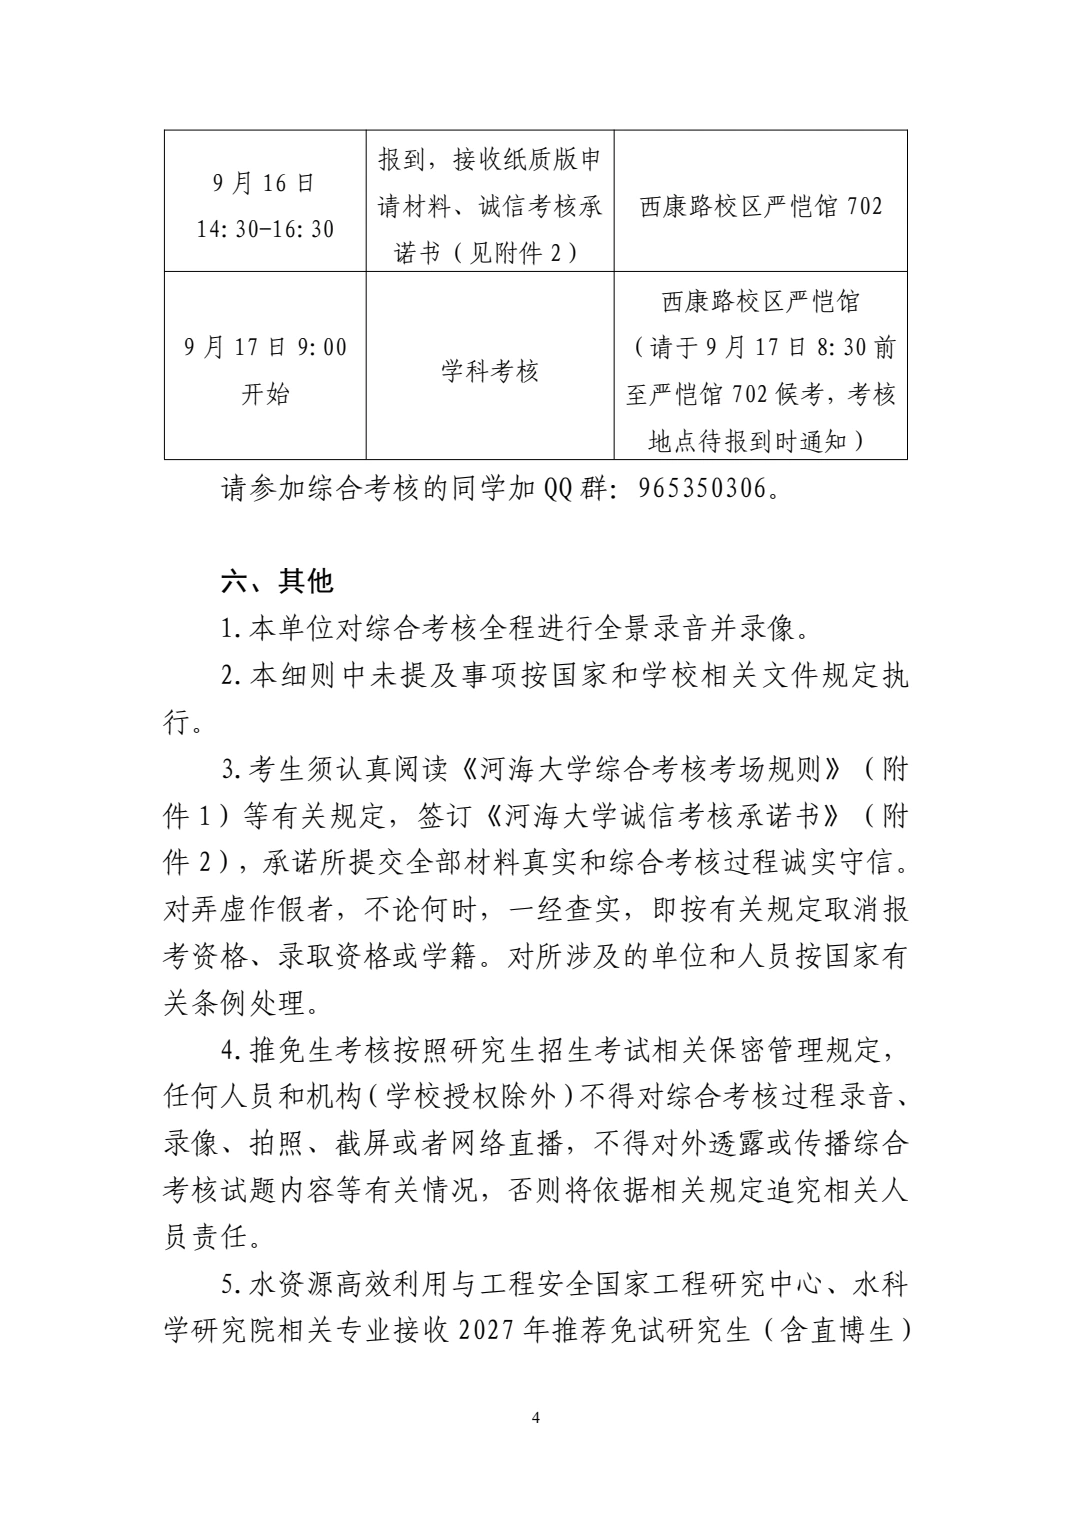 9 月 16 日
14:30-16:30
报到，接收纸质版申
请材料、诚信考核承
诺书（见附件 2）
西康路校区严恺馆 702
9 月 17 日 9:00
开始
学科考核
西康路校区严恺馆
（请于 9 月 17 日 8:30 前
至严恺馆 702 候考，考核
地点待报到时通知）
请参加综合考核的同学加 QQ 群：965350306。
六、其他
1.本单位对综合考核全程进行全景录音并录像。
2.本细则中未提及事项按国家和学校相关文件规定执
行。
3.考生须认真阅读《河海大学综合考核考场规则》（附
件 1）等有关规定，签订《河海大学诚信考核承诺书》（附
件 2），承诺所提交全部材料真实和综合考核过程诚实守信。
对弄虚作假者，不论何时，一经查实，即按有关规定取消报
考资格、录取资格或学籍。对所涉及的单位和人员按国家有
关条例处理。
4.推免生考核按照研究生招生考试相关保密管理规定，
任何人员和机构（学校授权除外）不得对综合考核过程录音、
录像、拍照、截屏或者网络直播，不得对外透露或传播综合
考核试题内容等有关情况，否则将依据相关规定追究相关人
员责任。
5.水资源高效利用与工程安全国家工程研究中心、水科
学研究院相关专业接收 2027 年推荐免试研究生（含直博生）
4